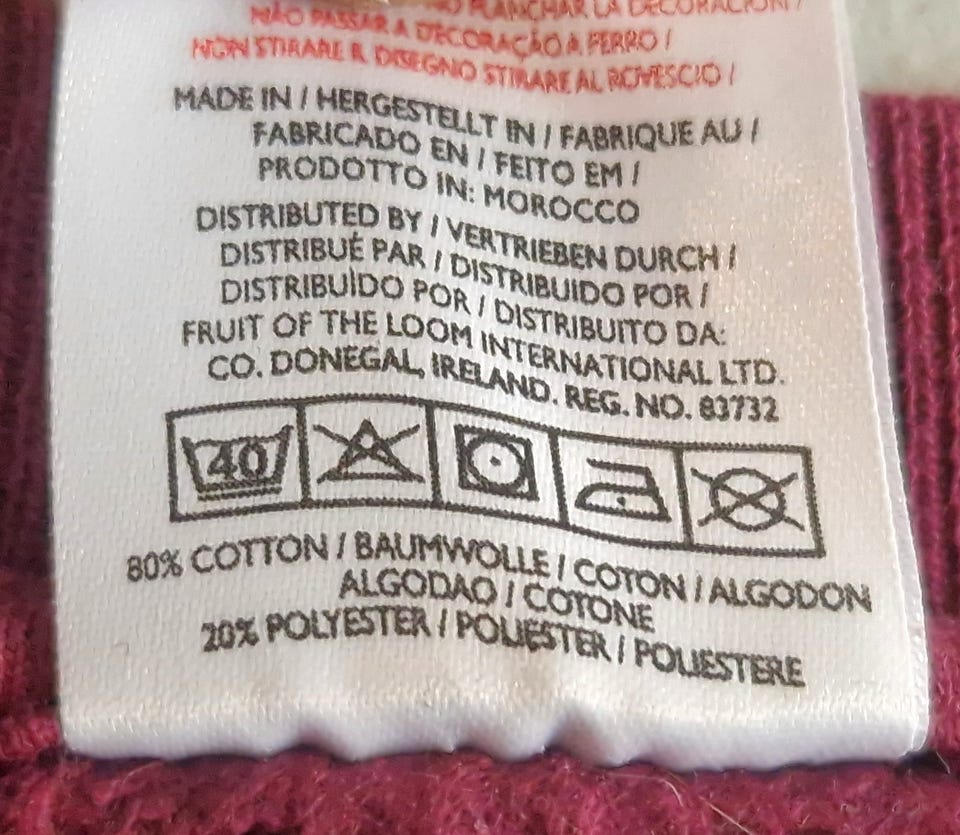 PLANCHAR LA DECORACION /
NÃO PASSAR A DECORAÇÃO A FERRO /
NON STIRARE IL DISEGNO STIRARE AL ROVESCIO /
MADE IN / HERGESTELLT IN / FABRIQUE AU /
FABRICADO EN / FEITO EM /
PRODOTTO IN: MOROCCO
DISTRIBUTED BY / VERTRIEBEN DURCH /
DISTRIBUÉ PAR / DISTRIBUIDO POR /
DISTRIBUÍDO POR / DISTRIBUITO DA:
FRUIT OF THE LOOM INTERNATIONAL LTD.
CO. DONEGAL, IRELAND. REG. NO. 83732
40
80% COTTON / BAUMWOLLE / COTON / ALGODON
ALGODAO / COTONE
20% POLYESTER / POLIESTER / POLIESTERE